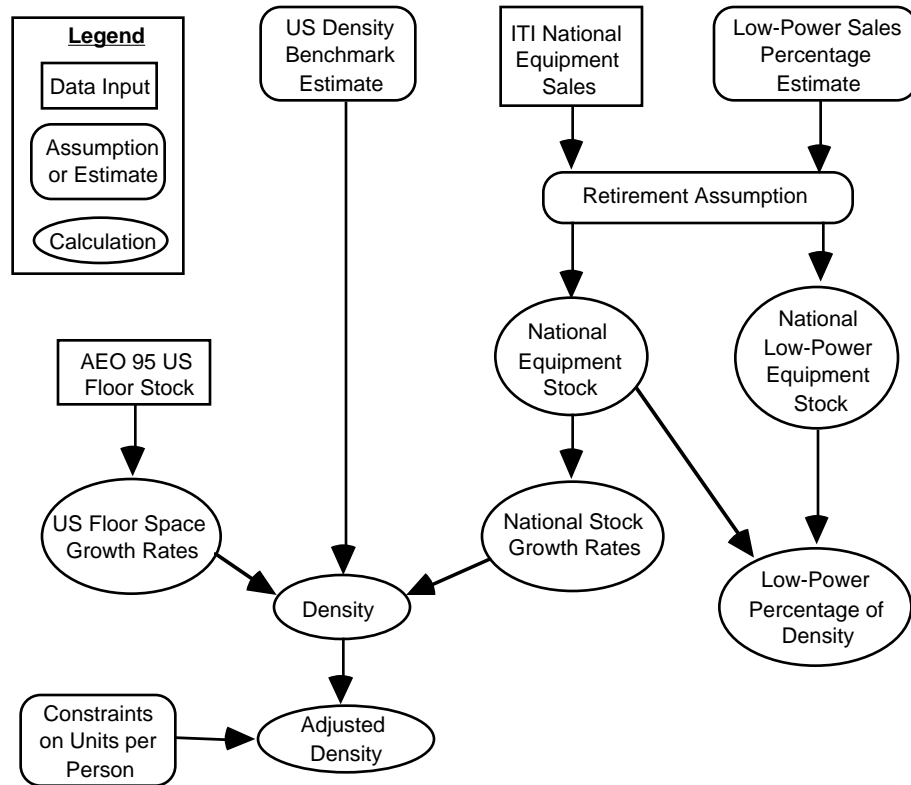 Legend
Data Input
Assumption
or Estimate
Calculation
US Density
Benchmark
Estimate
ITI National
Equipment
Sales
Low-Power Sales
Percentage
Estimate
Retirement Assumption
National
Equipment
Stock
National
Low-Power
Equipment
Stock
AEO 95 US
Floor Stock
US Floor Space
Growth Rates
National Stock
Growth Rates
Density
Low-Power
Percentage of
Density
Constraints
on Units per
Person
Adjusted
Density